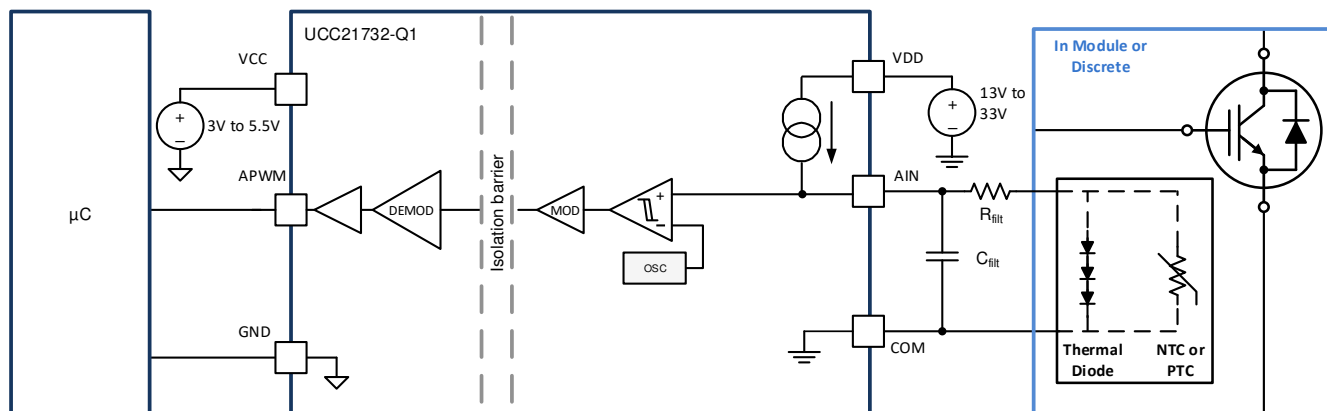 UCC21732-Q1
In Module or
Discrete
VCC
VDD
+
−
3V to 5.5V
+
−
13V to
33V
APWM
AIN
µC
DEMOD
Isolation barrier
MOD
+
−
OSC
Rfilt
Cfilt
GND
COM
Thermal
Diode
NTC or
PTC